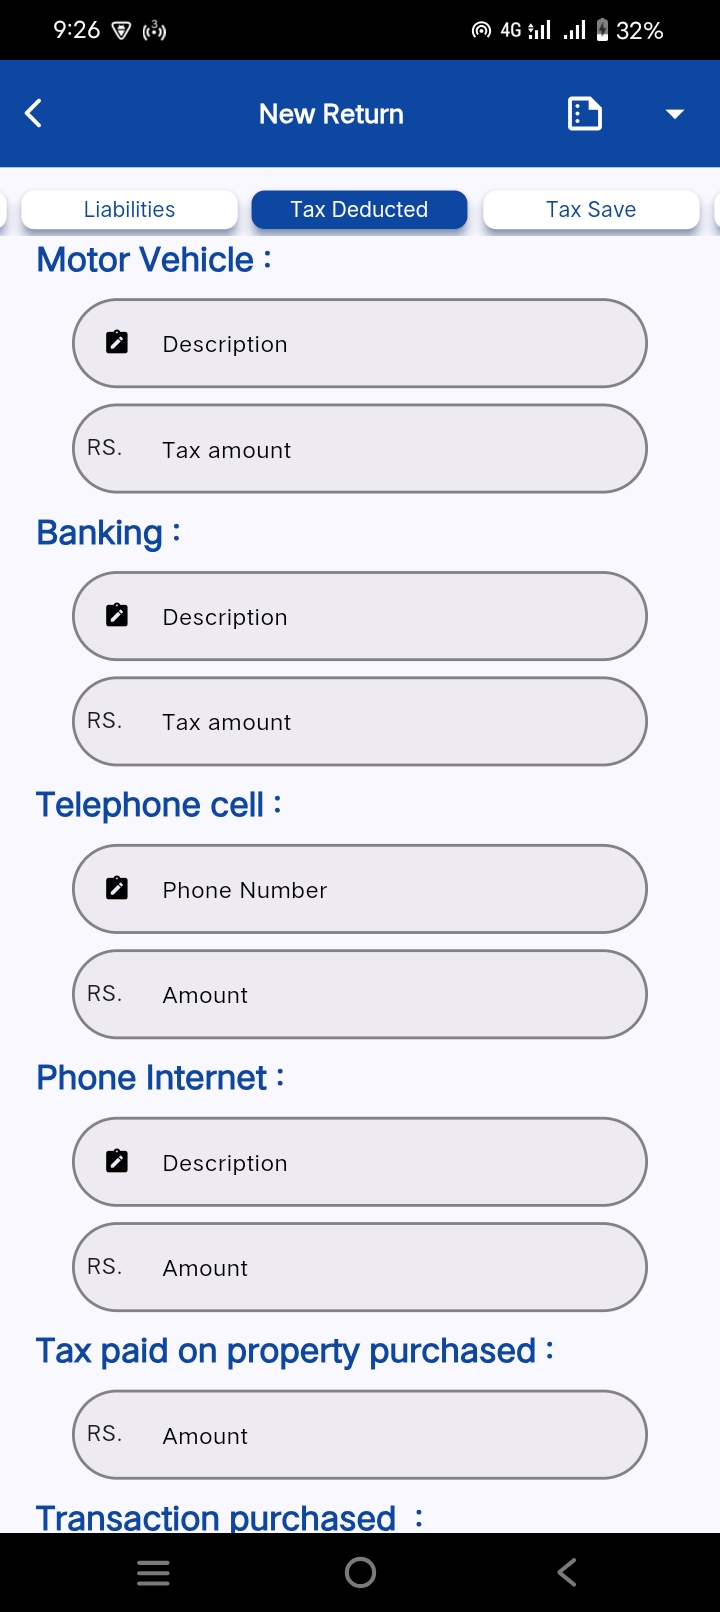 9:26 3 4G 32%
New Return
Liabilities Tax Deducted Tax Save
Motor Vehicle :
Description
RS. Tax amount
Banking :
Description
RS. Tax amount
Telephone cell :
Phone Number
RS. Amount
Phone Internet :
Description
RS. Amount
Tax paid on property purchased :
RS. Amount
Transaction purchased :